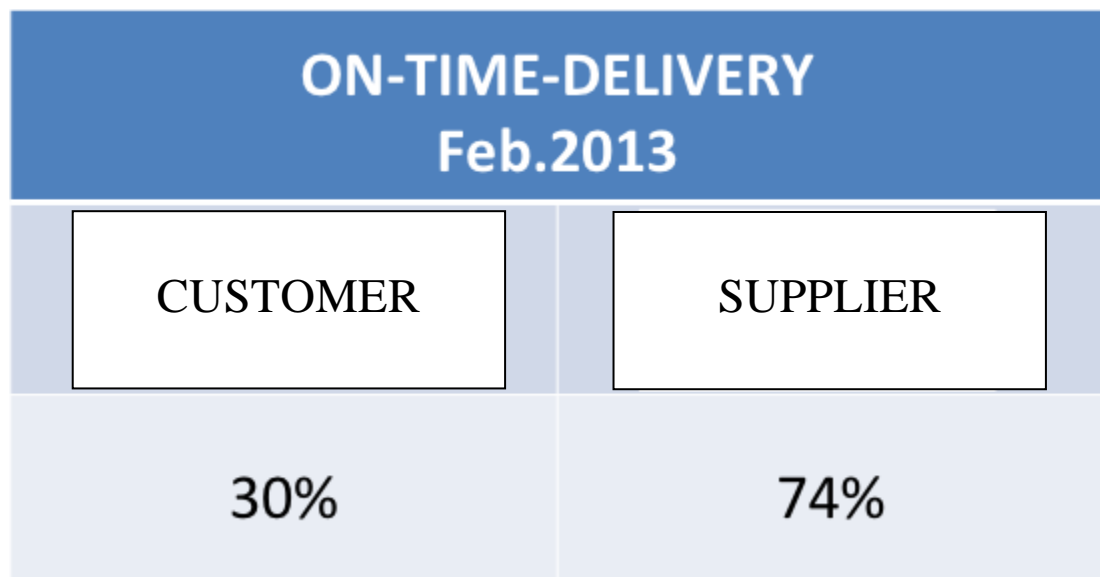 ON-TIME-DELIVERY
Feb.2013
CUSTOMER
SUPPLIER
30%
74%